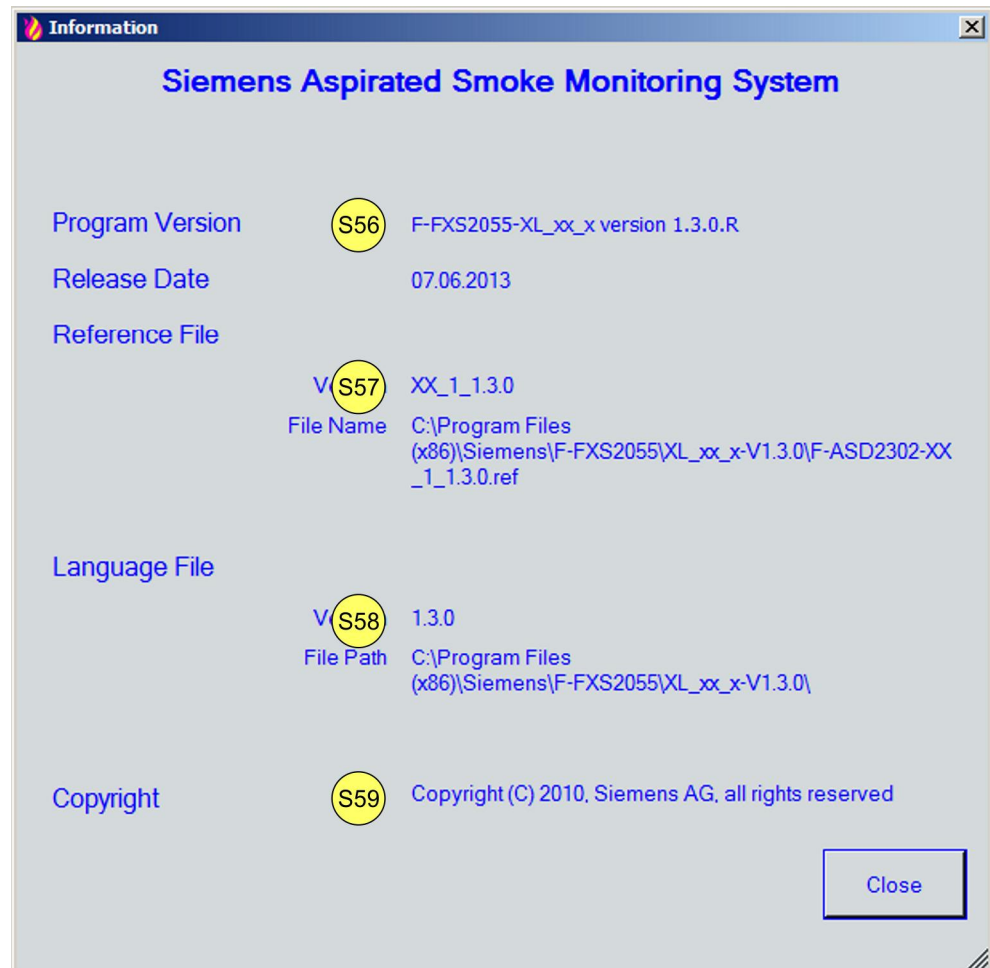 Information
Siemens Aspirated Smoke Monitoring System
Program Version S56 F-FXS2055-XL_xx_x version 1.3.0.R
Release Date 07.06.2013
Reference File
S57 XX_1_1.3.0
File Name C:\Program Files
(x86)\Siemens\F-FXS2055\XL_xx_x-V1.3.0\F-ASD2302-XX
_1_1.3.0.ref
Language File
S58 1.3.0
File Path C:\Program Files
(x86)\Siemens\F-FXS2055\XL_xx_x-V1.3.0\
Copyright S59 Copyright (C) 2010, Siemens AG, all rights reserved
Close